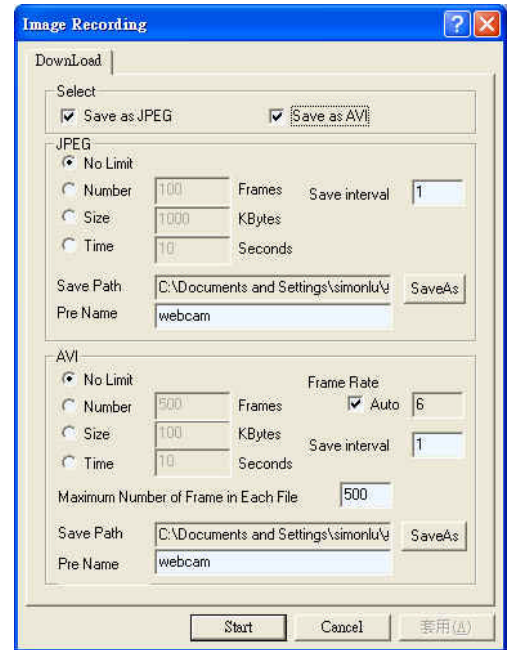 Image Recording
DownLoad
Select
Save as JPEG Save as AVI
JPEG
No Limit
Number 100 Frames Save interval 1
Size 1000 KBytes
Time 10 Seconds
Save Path C:\Documents and Settings\simonlu\ SaveAs
Pre Name webcam
AVI
No Limit Frame Rate
Number 500 Frames Auto 6
Size 100 KBytes Save interval 1
Time 10 Seconds
Maximum Number of Frame in Each File 500
Save Path C:\Documents and Settings\simonlu\ SaveAs
Pre Name webcam
Start Cancel 套用(A)